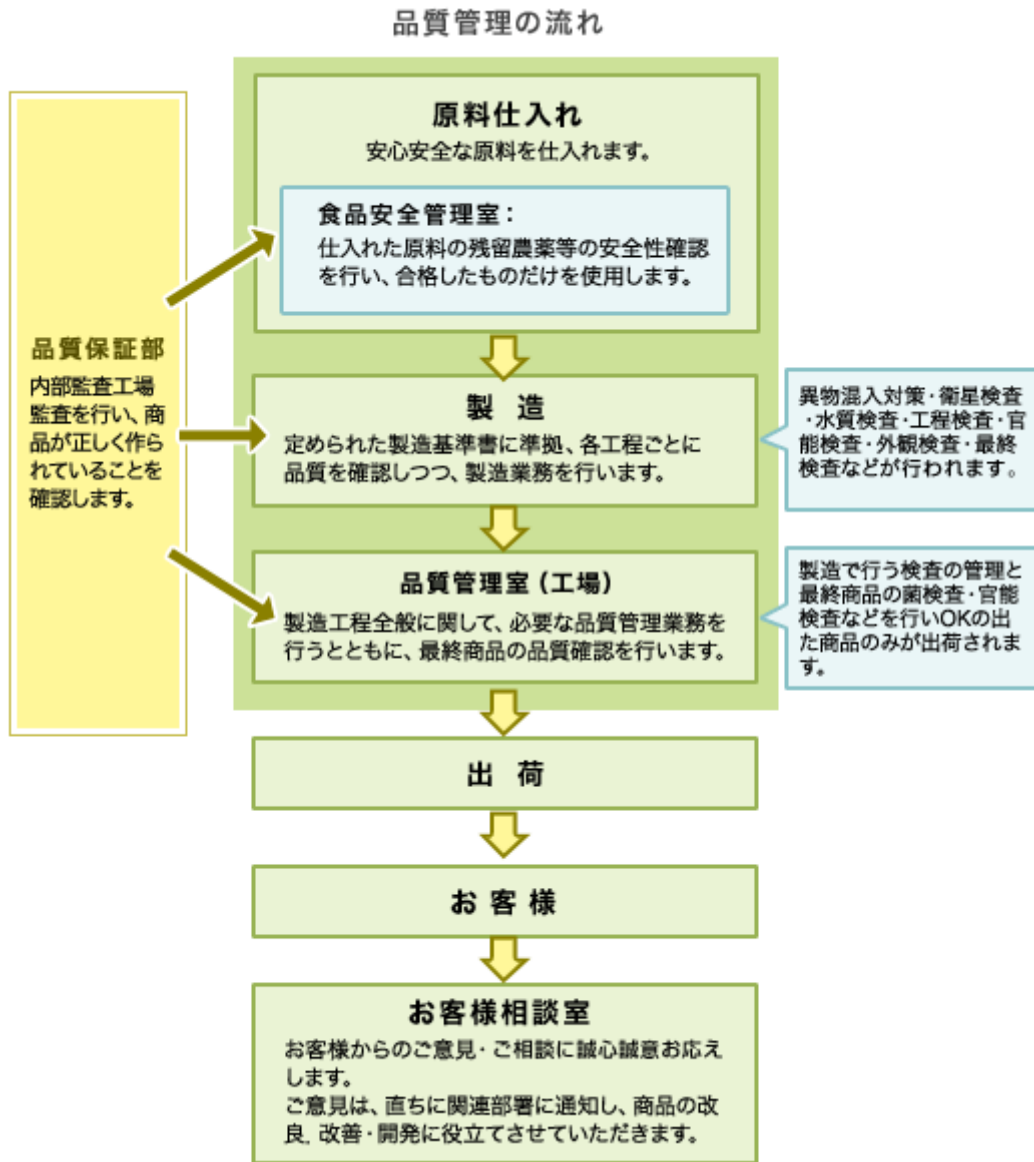 品質管理の流れ
原料仕入れ
安心安全な原料を仕入れます。
食品安全管理室：
仕入れた原料の残留農薬等の安全性確認
を行い、合格したものだけを使用します。
品質保証部
内部監査工場
監査を行い、商
品が正しく作ら
れていることを
確認します。
製 造
定められた製造基準書に準拠、各工程ごとに
品質を確認しつつ、製造業務を行います。
異物混入対策・衛星検査
・水質検査・工程検査・官
能検査・外観検査・最終
検査などが行われます。
品質管理室（工場）
製造工程全般に関して、必要な品質管理業務を
行うとともに、最終商品の品質確認を行います。
製造で行う検査の管理と
最終商品の菌検査・官能
検査などを行いOKの出
た商品のみが出荷されま
す。
出 荷
お 客 様
お客様相談室
お客様からのご意見・ご相談に誠心誠意お応え
します。
ご意見は、直ちに関連部署に通知し、商品の改
良、改善・開発に役立てさせていただきます。